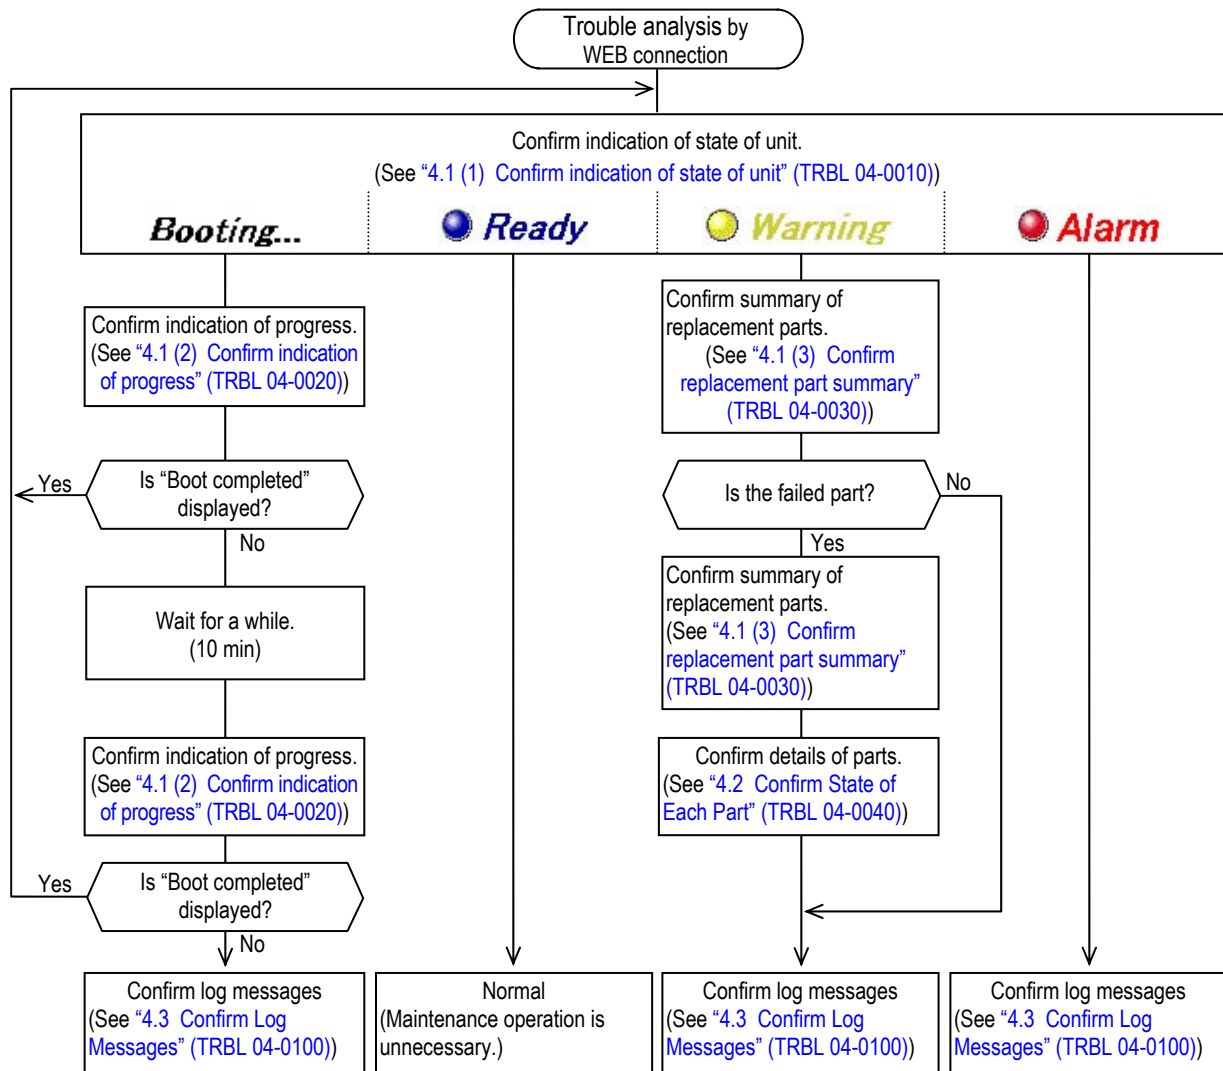 Trouble analysis by
WEB connection
Confirm indication of state of unit.
(See “4.1 (1) Confirm indication of state of unit” (TRBL 04-0010))
Booting...
Ready
Warning
Alarm
Confirm indication of progress.
(See “4.1 (2) Confirm indication
of progress” (TRBL 04-0020))
Is “Boot completed”
displayed?
Yes
No
Wait for a while.
(10 min)
Confirm indication of progress.
(See “4.1 (2) Confirm indication
of progress” (TRBL 04-0020))
Is “Boot completed”
displayed?
Yes
No
Confirm log messages
(See “4.3 Confirm Log
Messages” (TRBL 04-0100))
Normal
(Maintenance operation is
unnecessary.)
Confirm summary of
replacement parts.
(See “4.1 (3) Confirm
replacement part summary”
(TRBL 04-0030))
Is the failed part?
No
Yes
Confirm summary of
replacement parts.
(See “4.1 (3) Confirm
replacement part summary”
(TRBL 04-0030))
Confirm details of parts.
(See “4.2 Confirm State of
Each Part” (TRBL 04-0040))
Confirm log messages
(See “4.3 Confirm Log
Messages” (TRBL 04-0100))
Confirm log messages
(See “4.3 Confirm Log
Messages” (TRBL 04-0100))